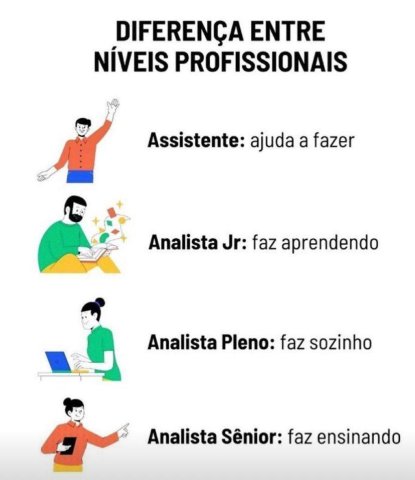 DIFERENÇA ENTRE
NÍVEIS PROFISSIONAIS
Assistente: ajuda a fazer
Analista Jr: faz aprendendo
Analista Pleno: faz sozinho
Analista Sênior: faz ensinando